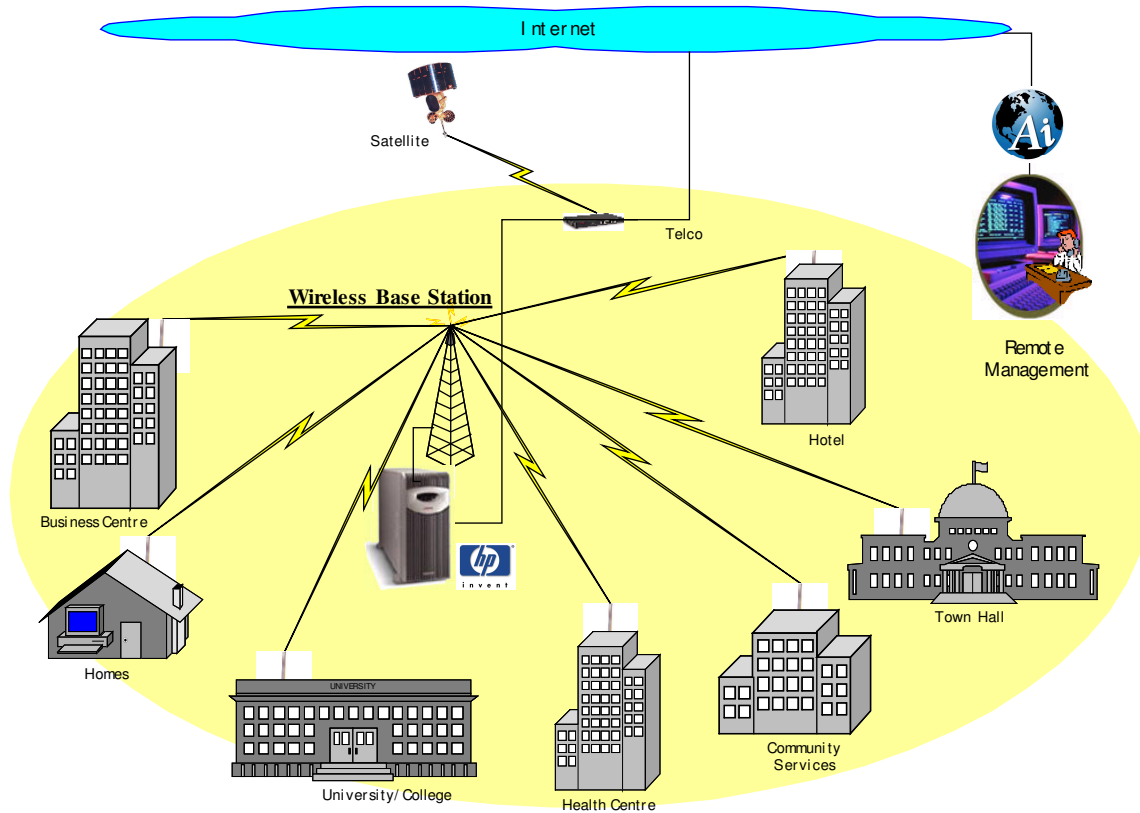 Internet
Satellite
Ai
Telco
Wireless Base Station
Remote
Management
Hotel
Business Centre
hp
®
invent
Town Hall
Homes
UNIVERSITY
Community
Services
University/College
Health Centre